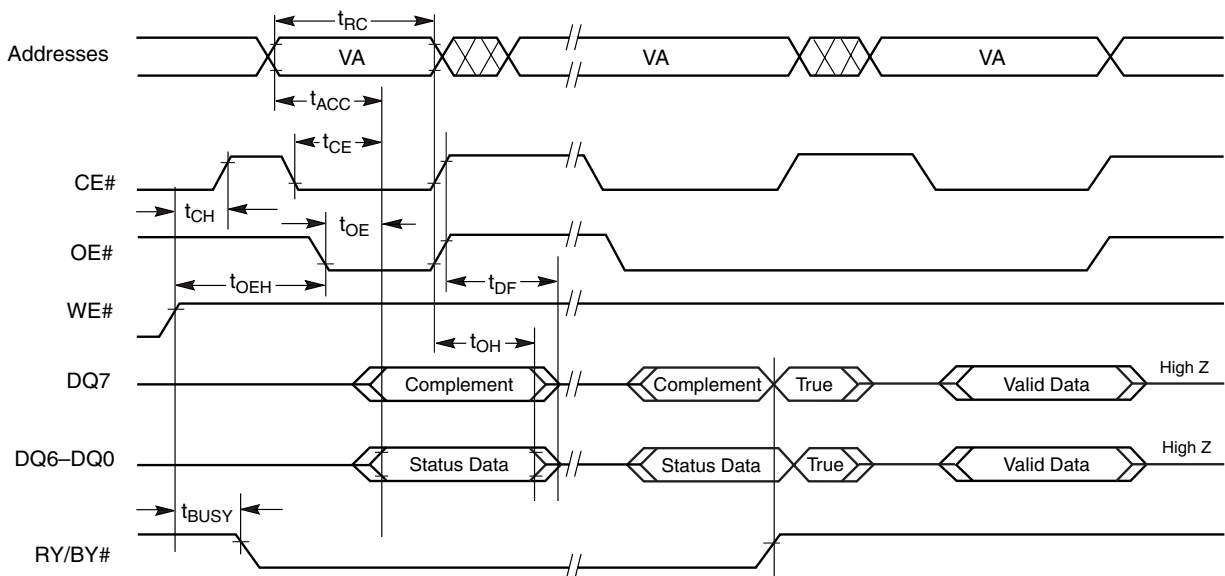 tRC
Addresses VA VA VA
tACC
tCE
CE#
tCH
tOE
OE#
tOEH
tDF
WE#
tOH
DQ7 Complement Complement True Valid Data High Z
DQ6–DQ0 Status Data Status Data True Valid Data High Z
tBUSY
RY/BY#